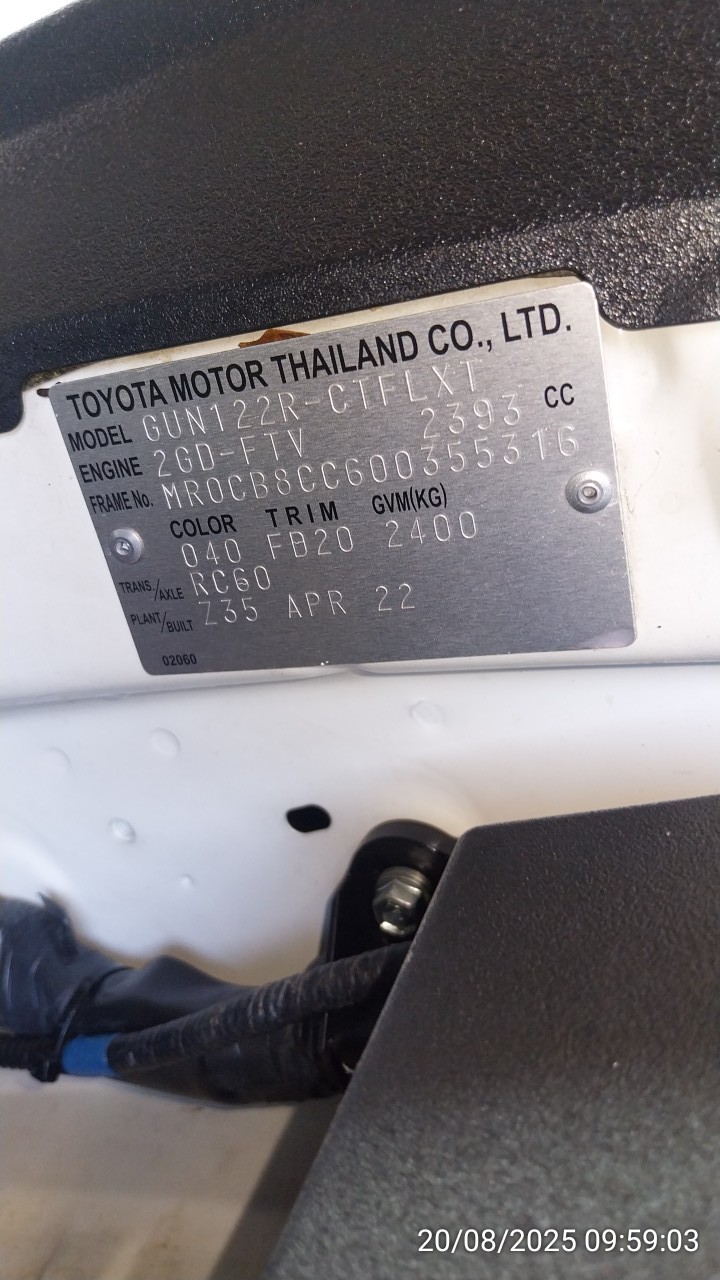 TOYOTA MOTOR THAILAND CO., LTD.
MODEL GUN122R-CTFLXT
ENGINE 2GD-FTV 2393 CC
FRAME No. MR0CB8CC600355316
COLOR TRIM GVM(KG)
040 FB20 2400
TRANS./AXLE RC60
PLANT/BUILT Z35 APR 22
02060
20/08/2025 09:59:03